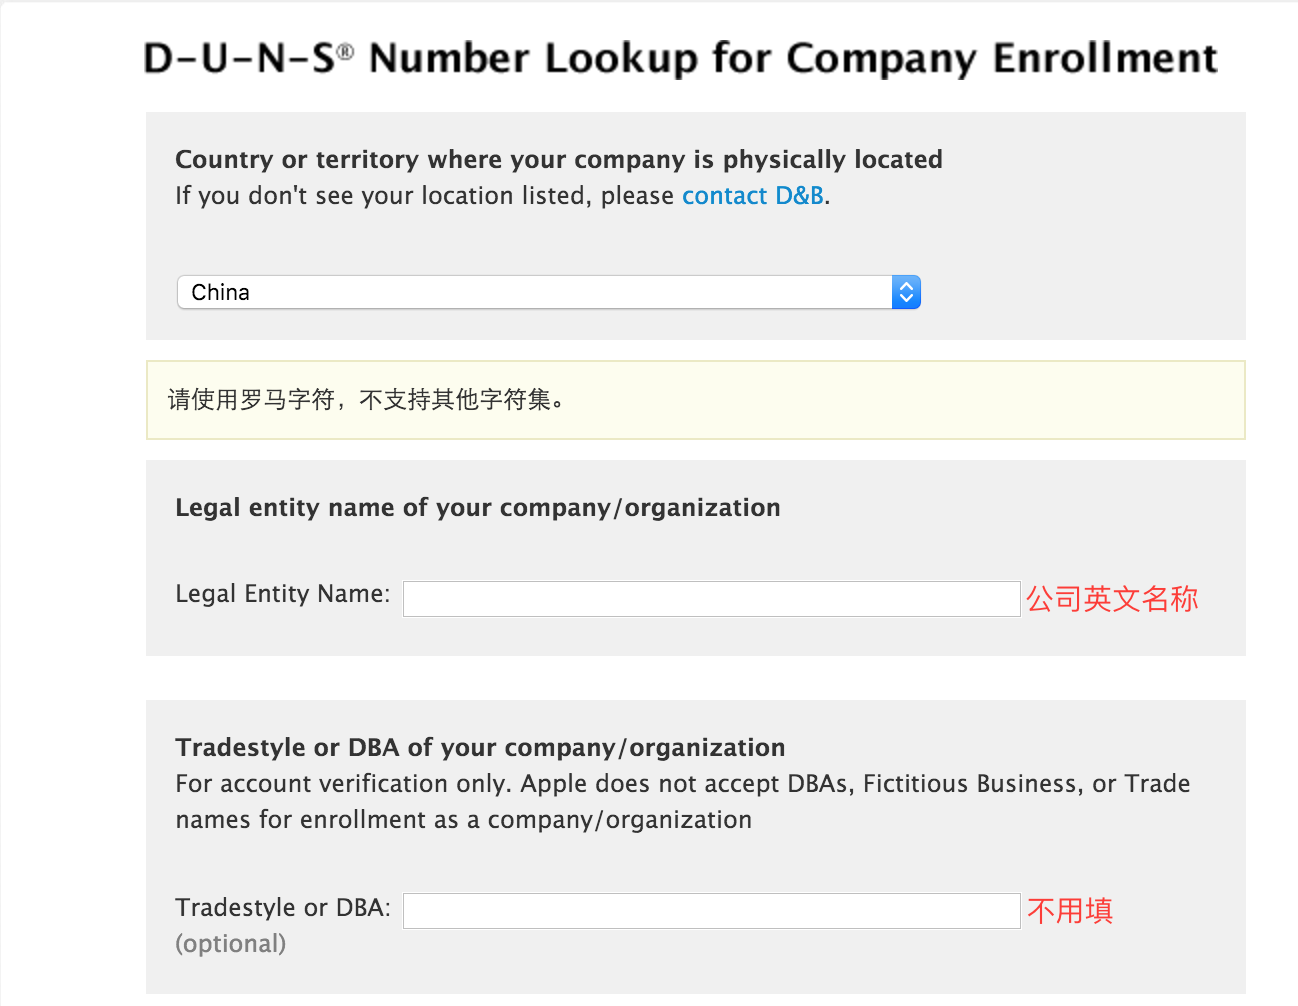 D-U-N-S® Number Lookup for Company Enrollment
Country or territory where your company is physically located
If you don't see your location listed, please contact D&B.
China
请使用罗马字符，不支持其他字符集。
Legal entity name of your company/organization
Legal Entity Name: 公司英文名称
Tradestyle or DBA of your company/organization
For account verification only. Apple does not accept DBAs, Fictitious Business, or Trade
names for enrollment as a company/organization
Tradestyle or DBA: 不用填
(optional)